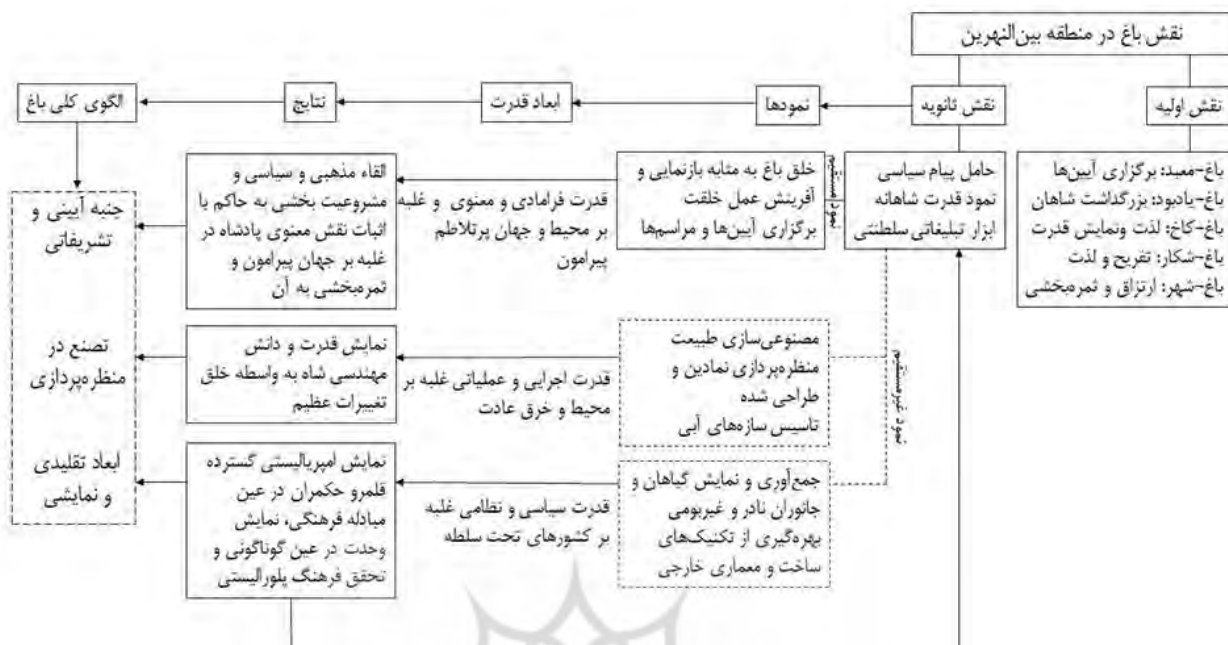 نقش باغ در منطقه بین‌النهرین
نقش اولیه
نقش ثانویه
نمودها
ابعاد قدرت
نتایج
الگوی کلی باغ
باغ-معبد: برگزاری آیین‌ها
باغ-یادبود: بزرگداشت شاهان
باغ-کاخ: لذت ونمایش قدرت
باغ-شکار: تفریح و لذت
باغ-شهر: ارتزاق و ثمره‌بخشی
حامل پیام سیاسی
نمود قدرت شاهانه
ابزار تبلیغاتی سلطنتی
نمود مستقیم
خلق باغ به مثابه بازنمایی و
آفرینش عمل خلقت
برگزاری آیین‌ها و مراسم‌ها
قدرت فرامادی و معنوی و غلبه
بر محیط و جهان پرتلاطم
پیرامون
القاء مذهبی و سیاسی و
مشروعیت بخشی به حاکم با
اثبات نقش معنوی پادشاه در
غلبه بر جهان پیرامون و
ثمره‌بخشی به آن
جنبه آیینی و
تشریفاتی
نمود غیرمستقیم
مصنوعی‌سازی طبیعت
منظره‌پردازی نمادین و
طراحی شده
تاسیس سازه‌های آبی
قدرت اجرایی و عملیاتی غلبه بر
محیط و خرق عادت
نمایش قدرت و دانش
مهندسی شاه به واسطه خلق
تغییرات عظیم
تصنع در
منظره‌پردازی
جمع‌آوری و نمایش گیاهان و
جانوران نادر و غیربومی
بهره‌گیری از تکنیک‌های
ساخت و معماری خارجی
قدرت سیاسی و نظامی غلبه
بر کشورهای تحت سلطه
نمایش امپریالیستی گسترده
قلمرو حکمران در عین
مبادله فرهنگی، نمایش
وحدت در عین گوناگونی و
تحقق فرهنگ پلورالیستی
ابعاد تقلیدی
و نمایشی